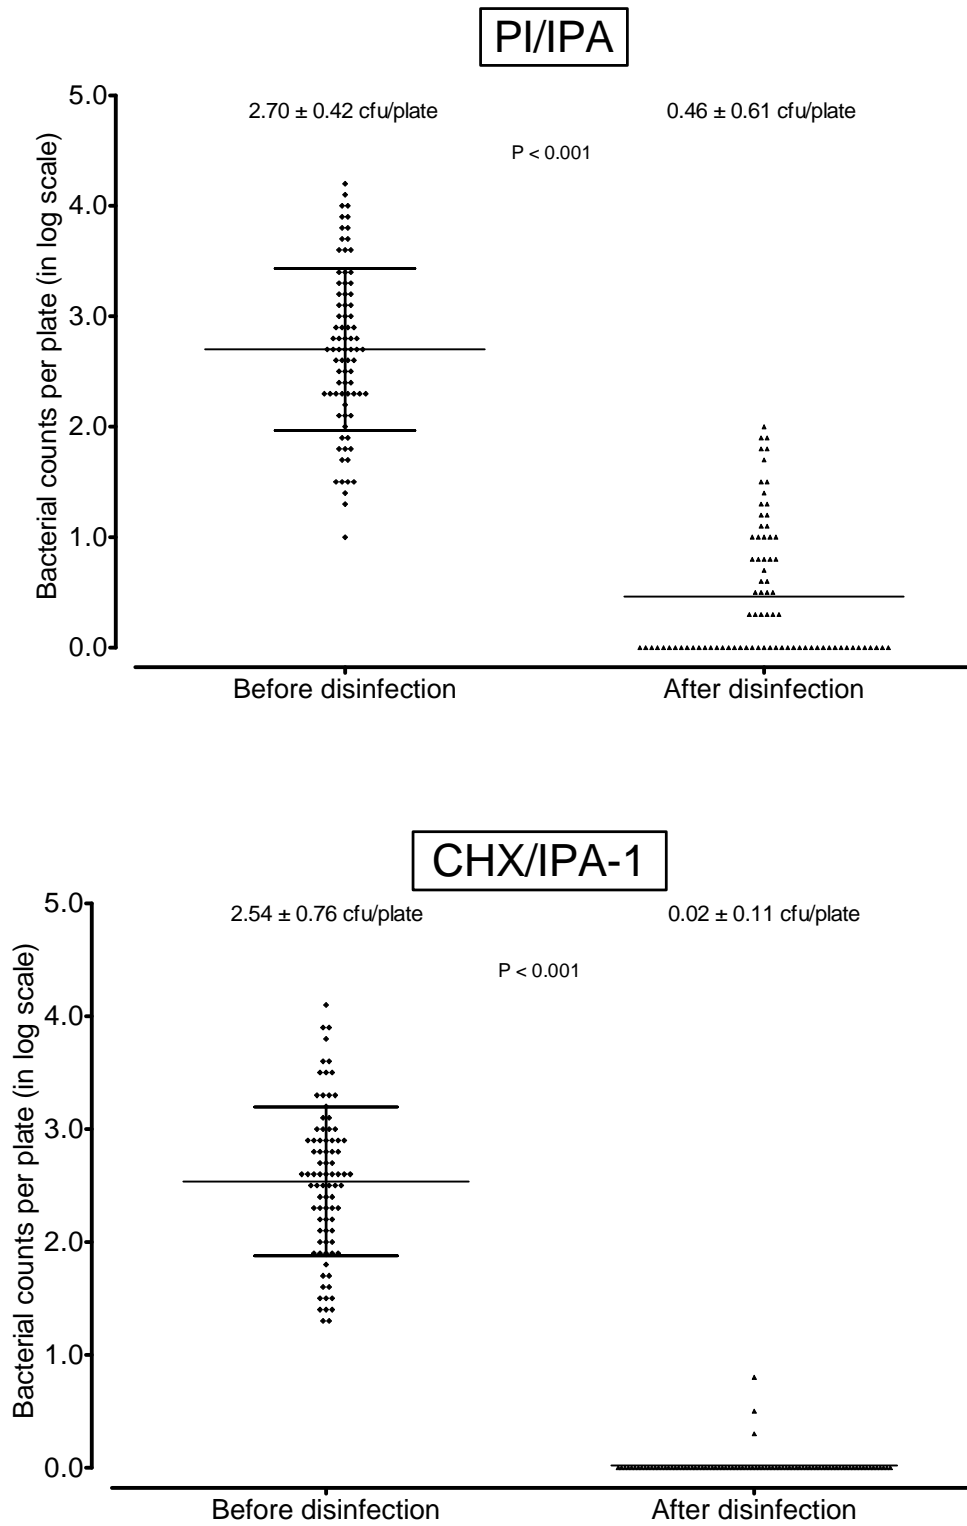 PI/IPA
2.70 ± 0.42 cfu/plate
0.46 ± 0.61 cfu/plate
P < 0.001
Bacterial counts per plate (in log scale)
5.0
4.0
3.0
2.0
1.0
0.0
Before disinfection
After disinfection
CHX/IPA-1
2.54 ± 0.76 cfu/plate
0.02 ± 0.11 cfu/plate
P < 0.001
Bacterial counts per plate (in log scale)
5.0
4.0
3.0
2.0
1.0
0.0
Before disinfection
After disinfection